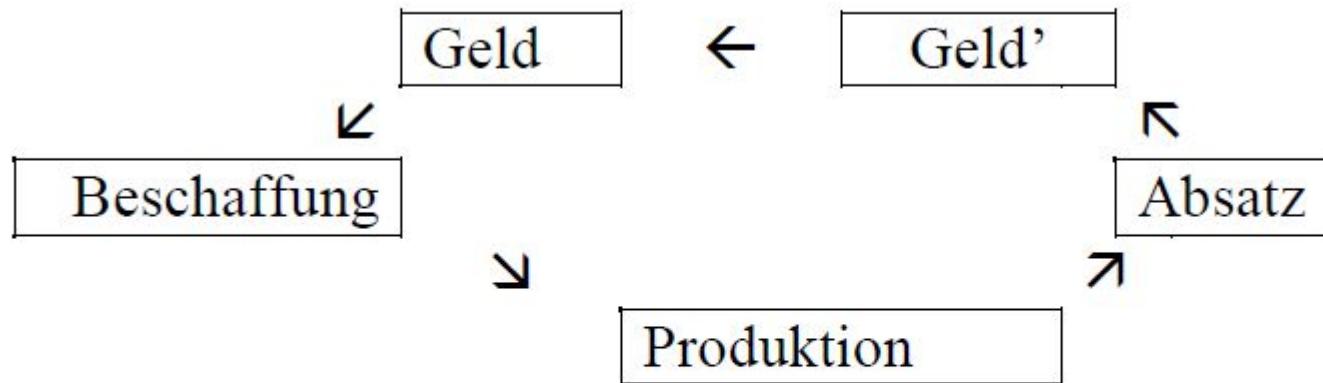 Geld ← Geld’
↙ ↖
Beschaffung Absatz
↘ ↗
Produktion